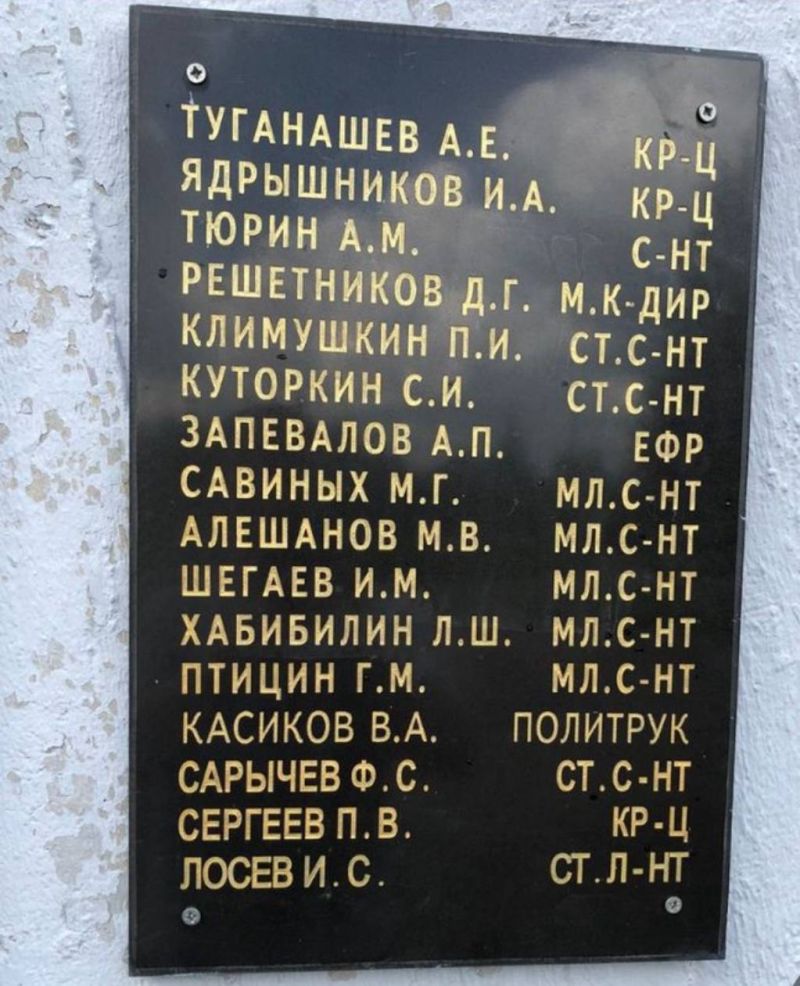 ТУГАНАШЕВ А.Е. КР-Ц
ЯДРЫШНИКОВ И.А. КР-Ц
ТЮРИН А.М. С-НТ
РЕШЕТНИКОВ Д.Г. М.К-ДИР
КЛИМУШКИН П.И. СТ.С-НТ
КУТОРКИН С.И. СТ.С-НТ
ЗАПЕВАЛОВ А.П. ЕФР
САВИНЫХ М.Г. МЛ.С-НТ
АЛЕШАНОВ М.В. МЛ.С-НТ
ШЕГАЕВ И.М. МЛ.С-НТ
ХАБИБИЛИН Л.Ш. МЛ.С-НТ
ПТИЦИН Г.М. МЛ.С-НТ
КАСИКОВ В.А. ПОЛИТРУК
САРЫЧЕВ Ф.С. СТ.С-НТ
СЕРГЕЕВ П.В. КР-Ц
ЛОСЕВ И.С. СТ.Л-НТ